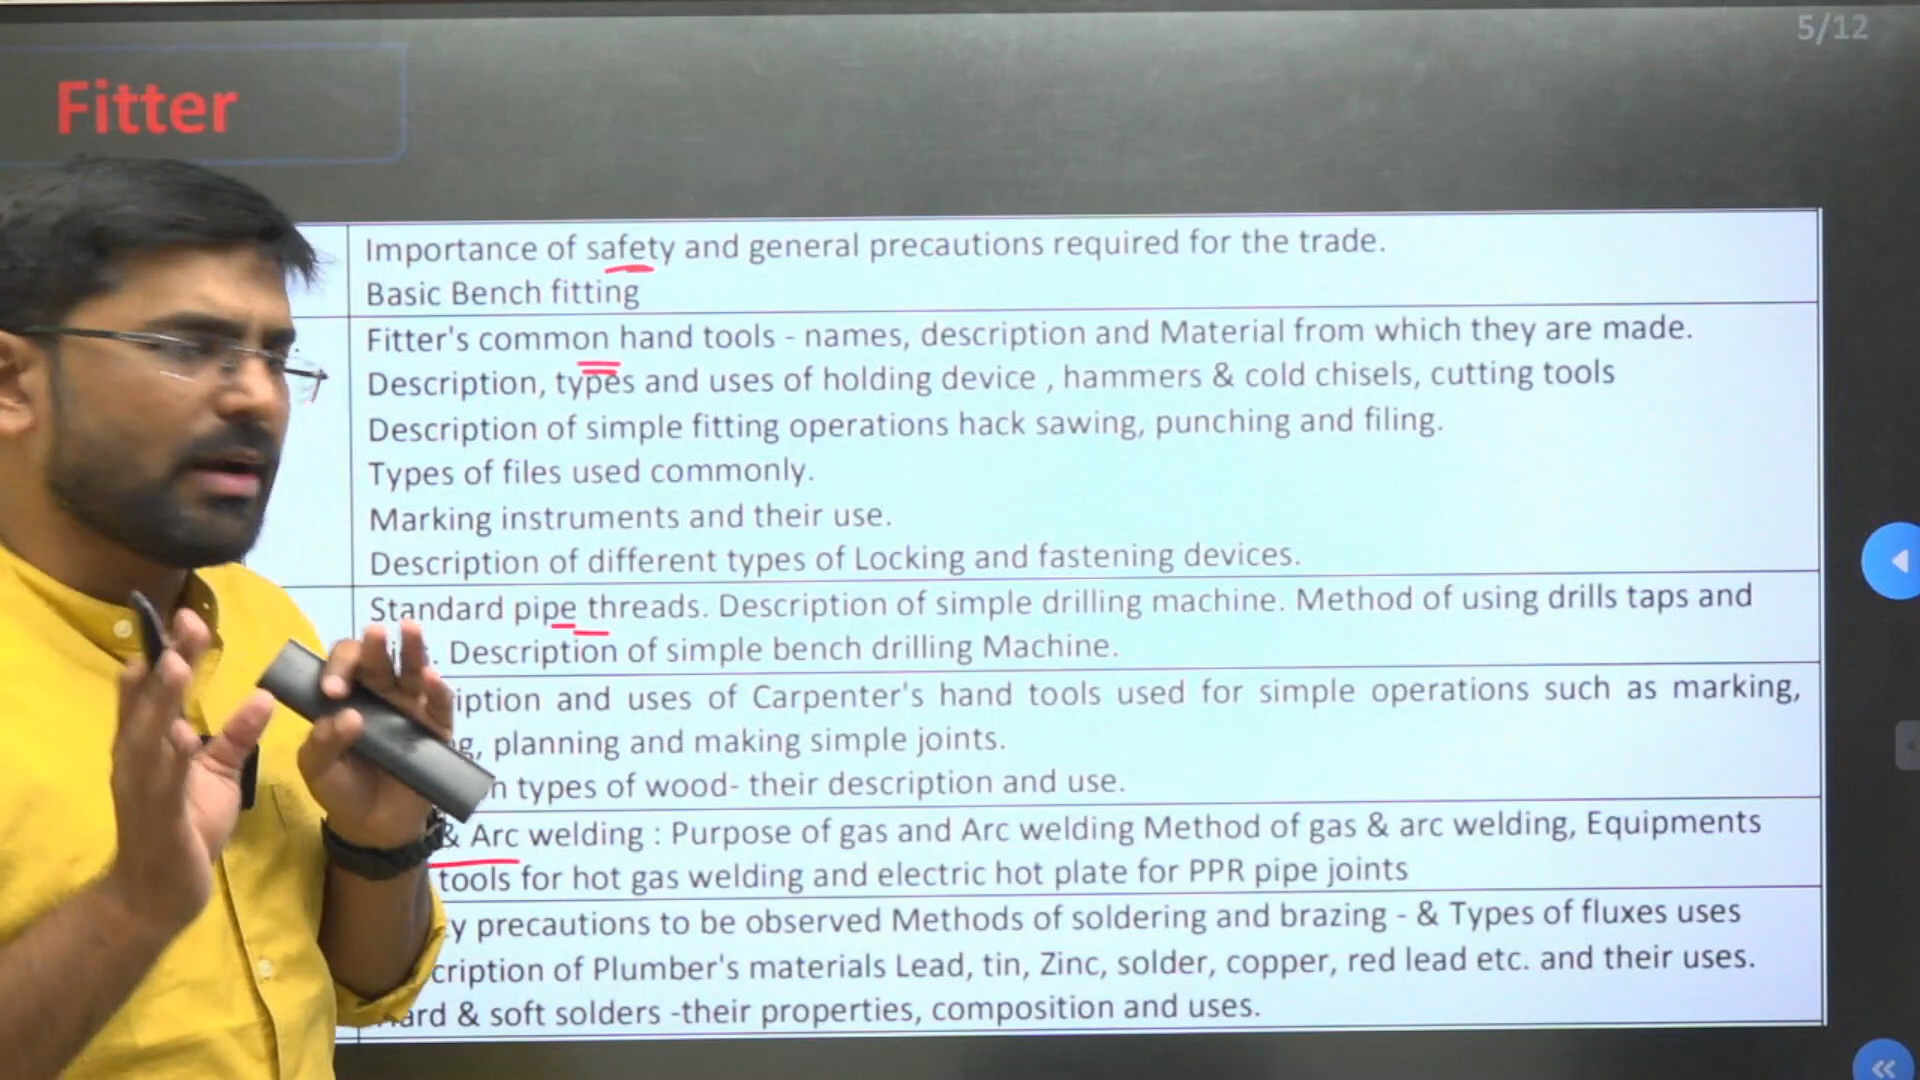 5/12
Fitter
Importance of safety and general precautions required for the trade.
Basic Bench fitting
Fitter's common hand tools - names, description and Material from which they are made.
Description, types and uses of holding device , hammers & cold chisels, cutting tools
Description of simple fitting operations hack sawing, punching and filing.
Types of files used commonly.
Marking instruments and their use.
Description of different types of Locking and fastening devices.
Standard pipe threads. Description of simple drilling machine. Method of using drills taps and
Description of simple bench drilling Machine.
and uses of Carpenter's hand tools used for simple operations such as marking,
planning and making simple joints.
types of wood- their description and use.
& Arc welding : Purpose of gas and Arc welding Method of gas & arc welding, Equipments
tools for hot gas welding and electric hot plate for PPR pipe joints
precautions to be observed Methods of soldering and brazing - & Types of fluxes uses
of Plumber's materials Lead, tin, Zinc, solder, copper, red lead etc. and their uses.
& soft solders -their properties, composition and uses.